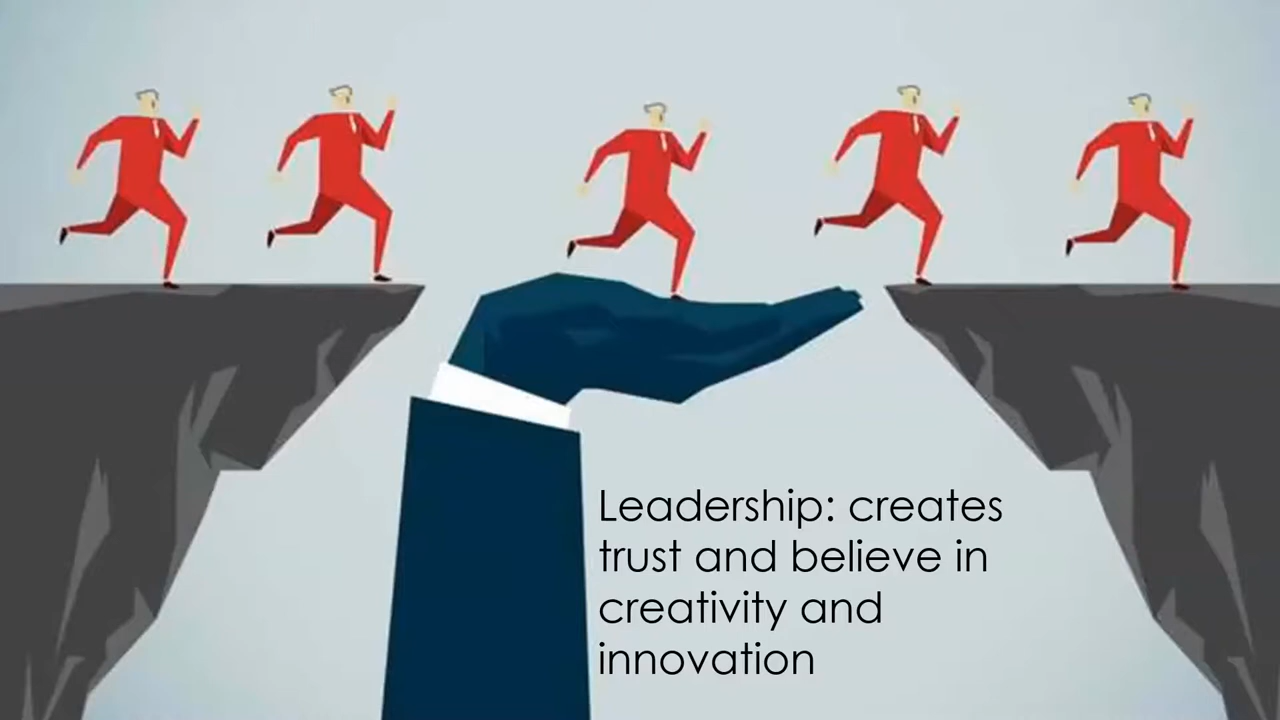 Leadership: creates
trust and believe in
creativity and
innovation